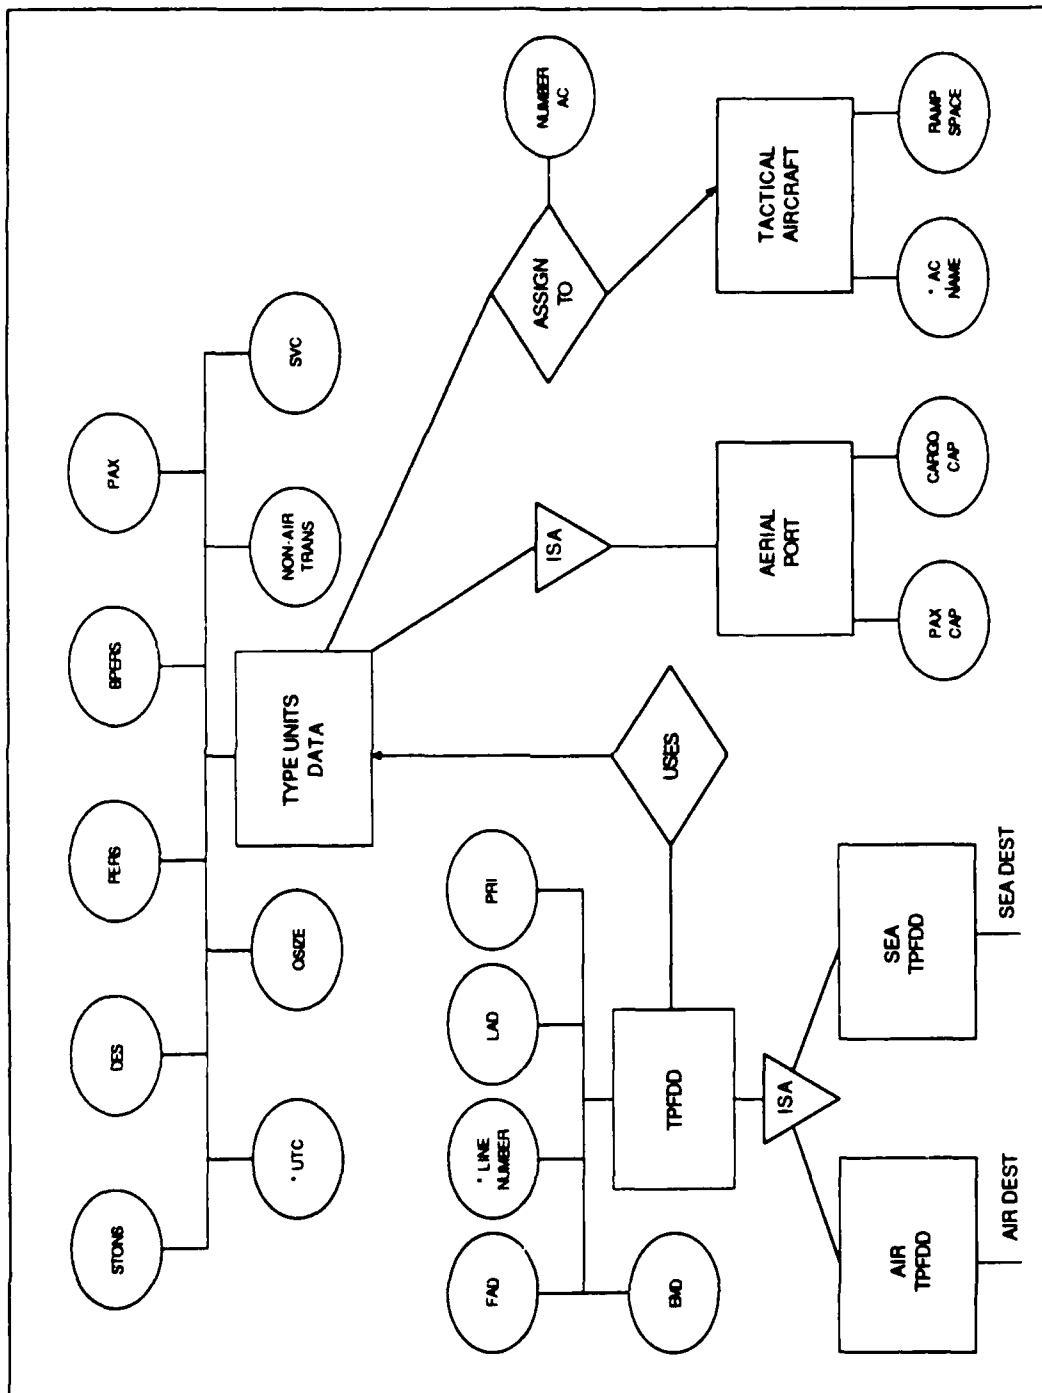 STONS
DES
PERS
BPERS
PAX
* UTC
OSIZE
NON-AIR
TRANS
SVC
TYPE UNITS
DATA
FAD
* LINE
NUMBER
LAD
PRI
ISA
ASSIGN
TO
NUMBER
AC
EMD
TPFDD
USES
AERIAL
PORT
TACTICAL
AIRCRAFT
ISA
AIR
TPFDD
SEA
TPFDD
PAX
CAP
CARGO
CAP
* AC
NAME
RAMP
SPACE
AIR DEST
SEA DEST